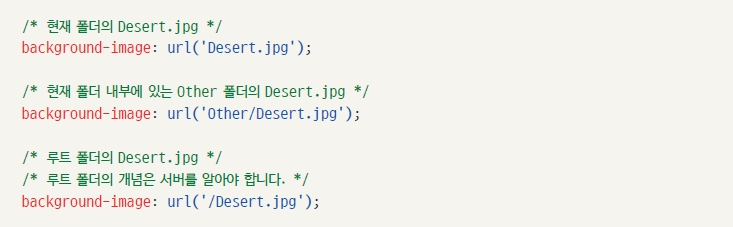 /* 현재 폴더의 Desert.jpg */
background-image: url('Desert.jpg');
/* 현재 폴더 내부에 있는 Other 폴더의 Desert.jpg */
background-image: url('Other/Desert.jpg');
/* 루트 폴더의 Desert.jpg */
/* 루트 폴더의 개념은 서버를 알아야 합니다. */
background-image: url('/Desert.jpg');